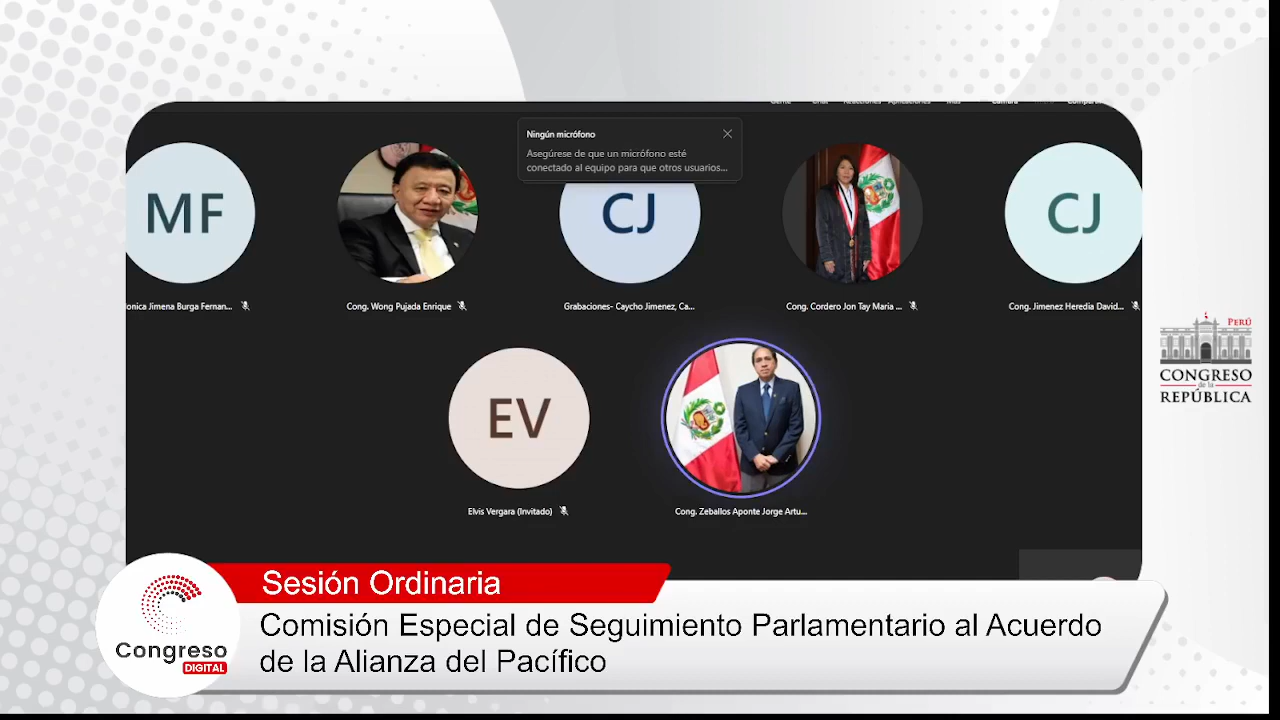 Ningún micrófono
Asegúrese de que un micrófono esté
conectado al equipo para que otros usuarios...
MF
CJ
CJ
onica Jimena Burga Fernan...
Cong. Wong Pujada Enrique
Grabaciones- Caycho Jimenez, Ca...
Cong. Cordero Jon Tay Maria ...
Cong. Jimenez Heredia David...
PERÚ
CONGRESO
de la
REPÚBLICA
EV
Elvis Vergara (Invitado)
Cong. Zeballos Aponte Jorge Artu...
Sesión Ordinaria
Comisión Especial de Seguimiento Parlamentario al Acuerdo
de la Alianza del Pacífico
Congreso
DIGITAL